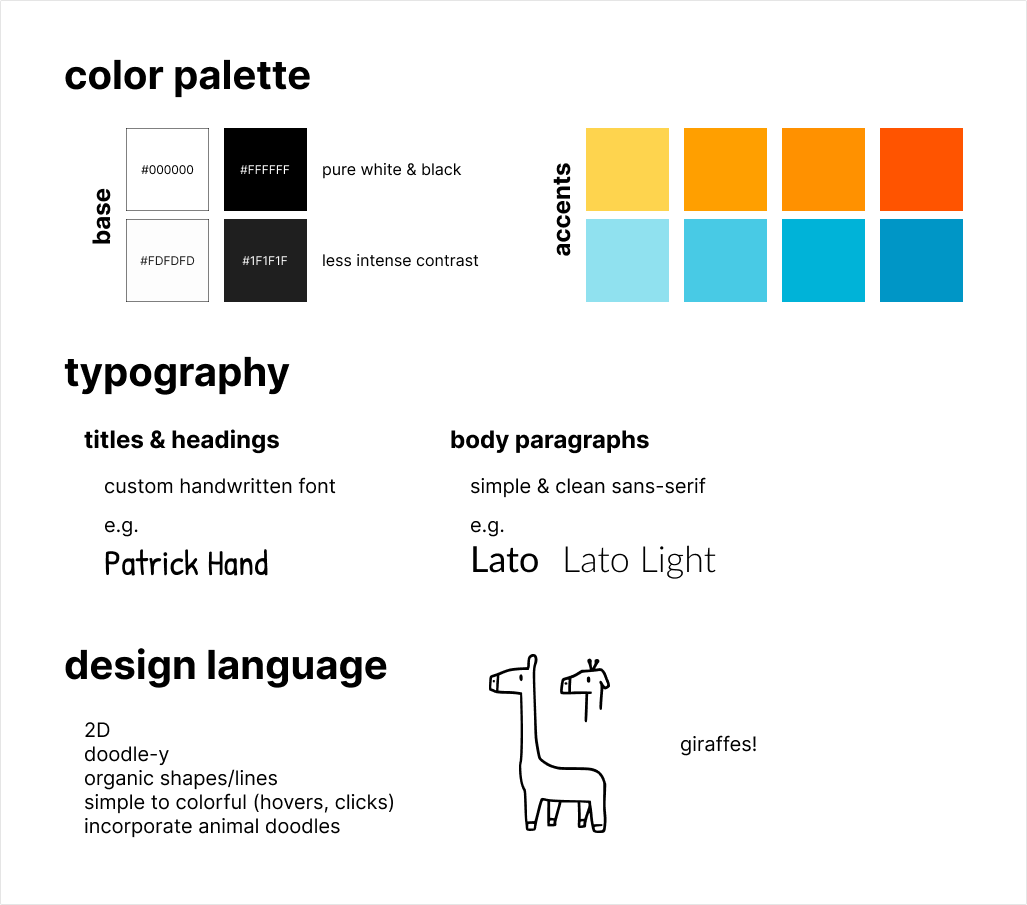 color palette
base
#000000
#FFFFFF
pure white & black
#FDFDFD
#1F1F1F
less intense contrast
accents
typography
titles & headings
custom handwritten font
e.g.
Patrick Hand
body paragraphs
simple & clean sans-serif
e.g.
Lato Lato Light
design language
2D
doodle-y
organic shapes/lines
simple to colorful (hovers, clicks)
incorporate animal doodles
giraffes!